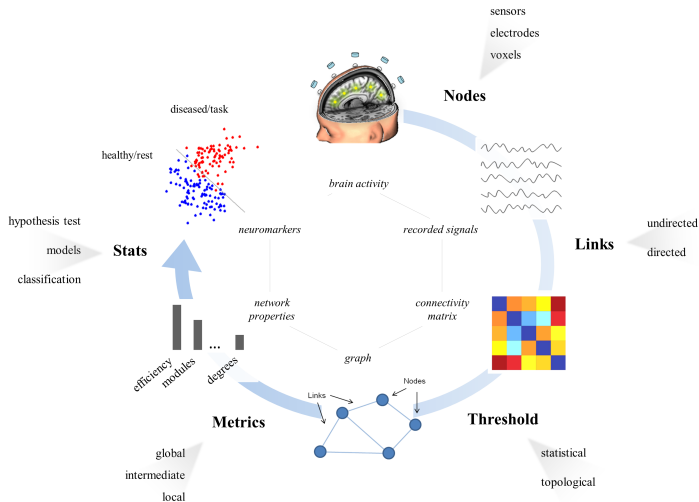 sensors
electrodes
voxels
Nodes
diseased/task
healthy/rest
brain activity
neuromarkers
recorded signals
hypothesis test
models
classification
Stats
undirected
directed
Links
network
properties
connectivity
matrix
graph
efficiency
modules
...
degrees
Links
Nodes
Metrics
Threshold
global
intermediate
local
statistical
topological